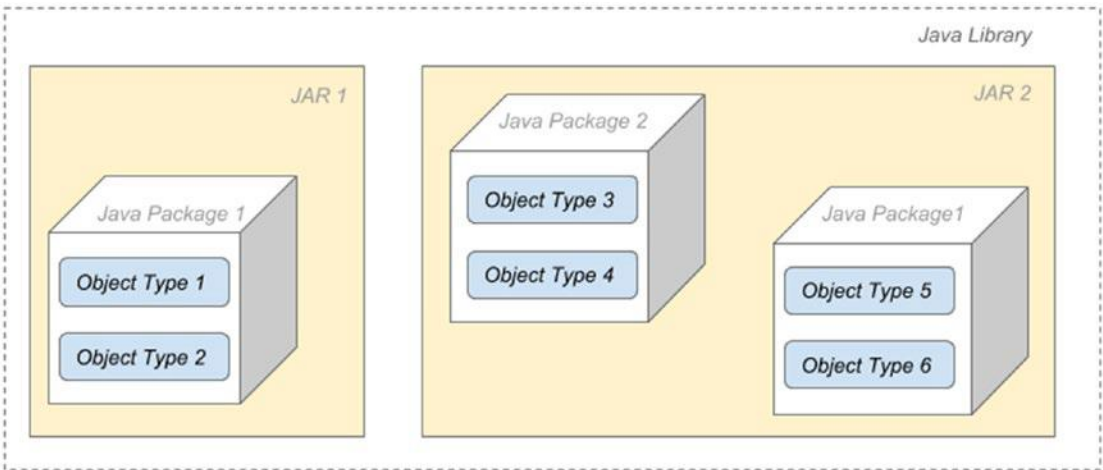 Java Library
JAR 1
Java Package 1
Object Type 1
Object Type 2
JAR 2
Java Package 2
Object Type 3
Object Type 4
Java Package1
Object Type 5
Object Type 6